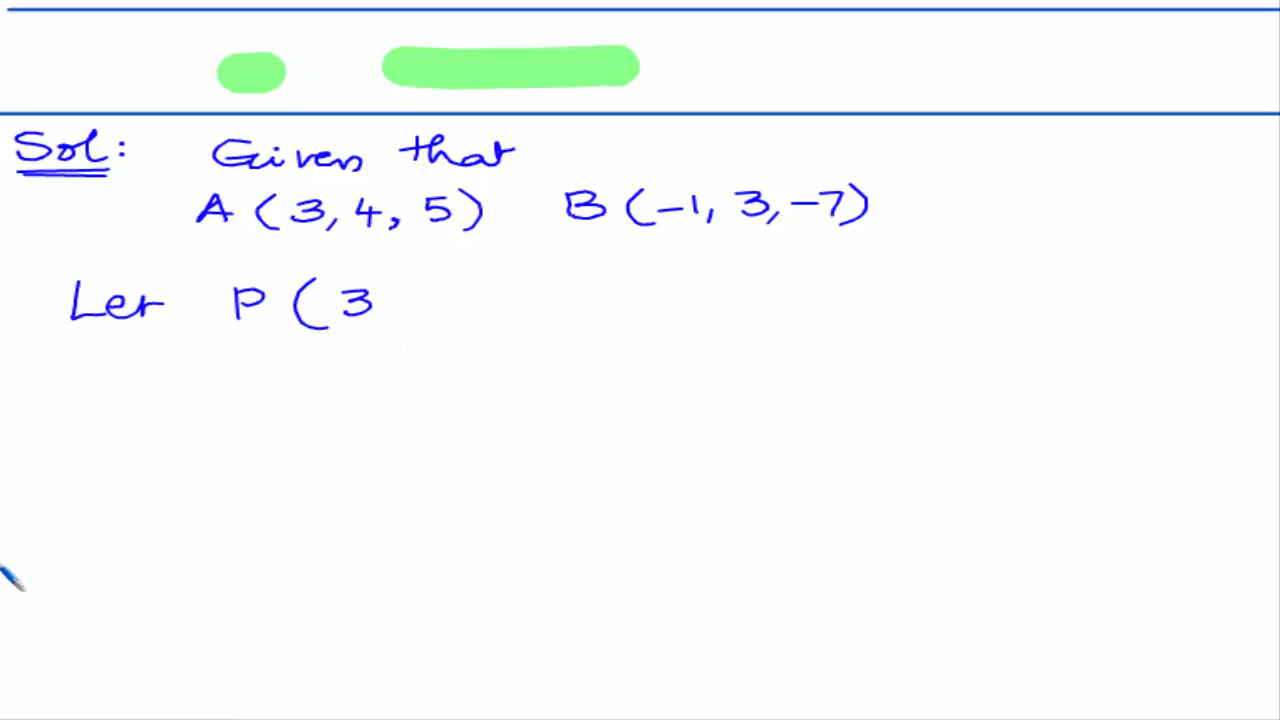 Sol: Given that
A (3, 4, 5) B (-1, 3, -7)
Let P (3